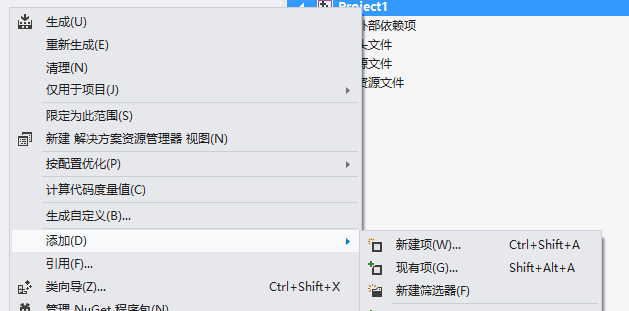 Project1
外部依赖项
头文件
源文件
资源文件
生成(U)
重新生成(E)
清理(N)
仅用于项目(J)
限定为此范围(S)
新建 解决方案资源管理器 视图(N)
按配置优化(P)
计算代码度量值(C)
生成自定义(B)...
添加(D)
引用(F)...
类向导(Z)... Ctrl+Shift+X
管理 NuGet 程序包(N)...
新建项(W)... Ctrl+Shift+A
现有项(G)... Shift+Alt+A
新建筛选器(F)